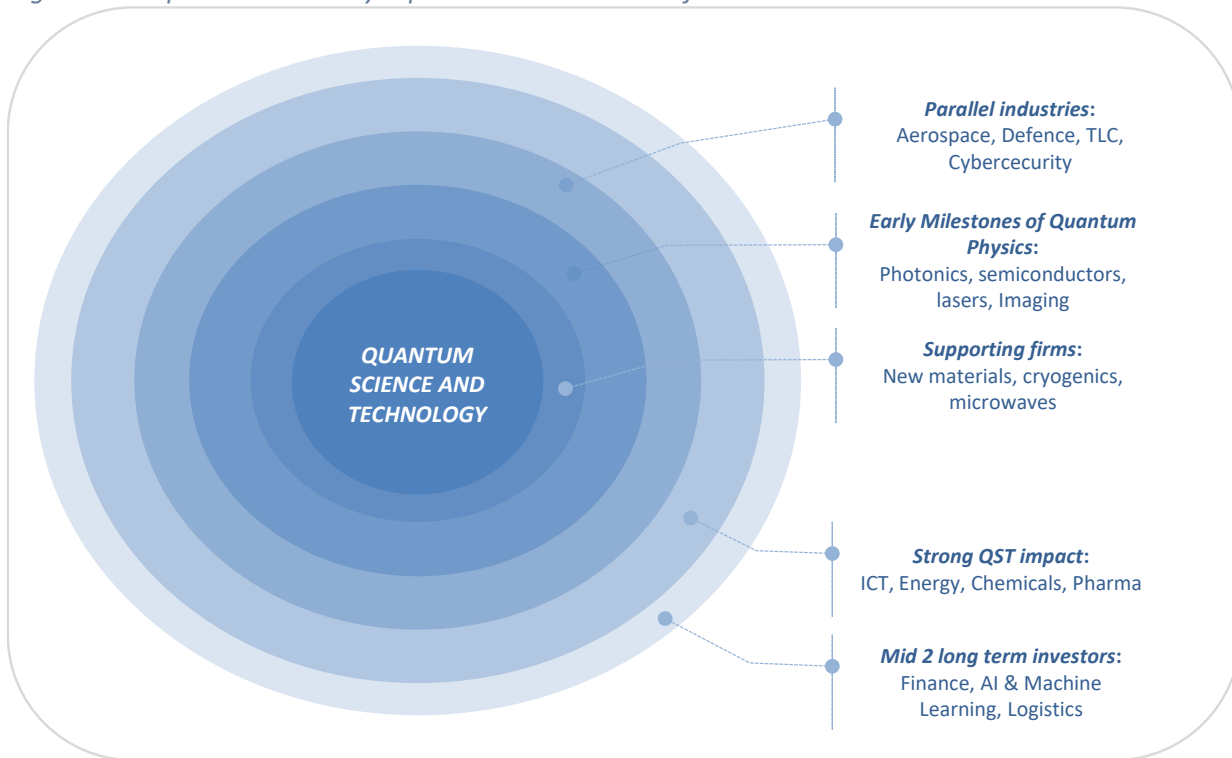 QUANTUM
SCIENCE AND
TECHNOLOGY
Parallel industries:
Aerospace, Defence, TLC,
Cybercecurity
Early Milestones of Quantum
Physics:
Photonics, semiconductors,
lasers, Imaging
Supporting firms:
New materials, cryogenics,
microwaves
Strong QST impact:
ICT, Energy, Chemicals, Pharma
Mid 2 long term investors:
Finance, AI & Machine
Learning, Logistics